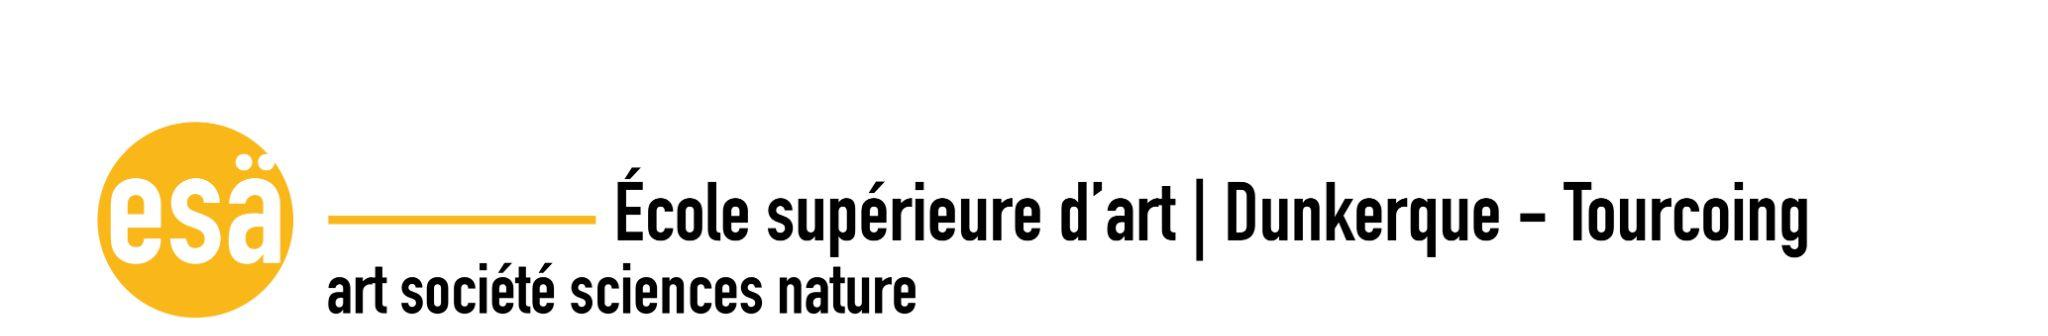 esä
École supérieure d'art | Dunkerque – Tourcoing
art société sciences nature